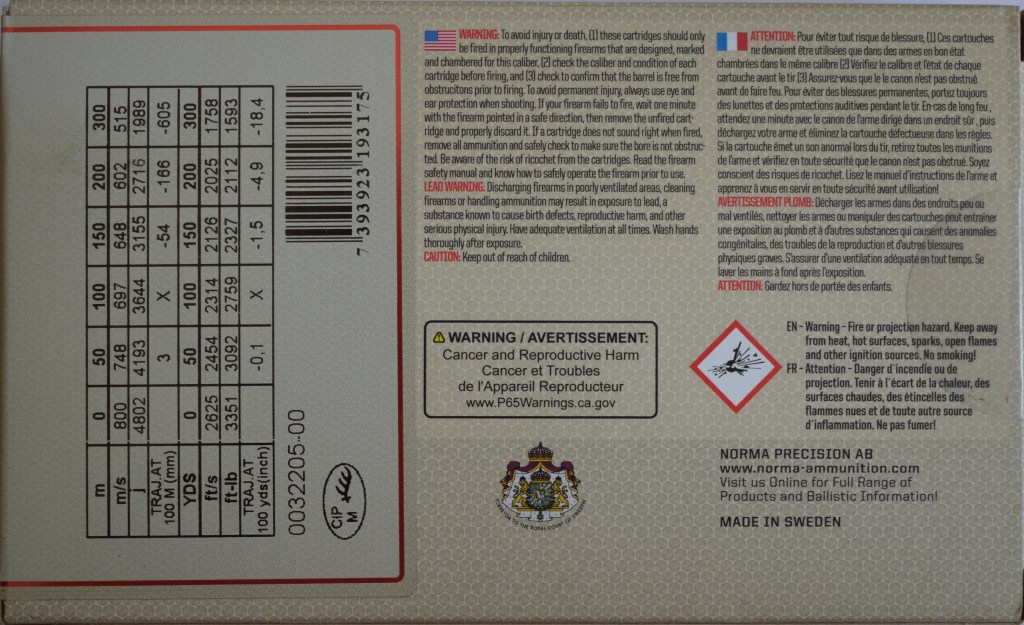 m 0 50 100 150 200 300
m/s 800 748 697 648 602 515
j 4802 4193 3644 3155 2716 1989
TRAJ.AT
100 M (mm) 3 X -54 -166 -605
YDS 0 50 100 150 200 300
ft/s 2625 2454 2314 2126 2025 1758
ft-lb 3351 3092 2759 2327 2112 1593
TRAJ.AT
100 yds(inch) -0,1 X -1,5 -4,9 -18,4
0032205-00
7 393923 193175
CiP
M
WARNING: To avoid injury or death, (1) these cartridges should only
be fired in properly functioning firearms that are designed, marked
and chambered for this caliber, (2) check the caliber and condition of each
cartridge before firing, and (3) check to confirm that the barrel is free from
obstrucitons prior to firing. To avoid permanent injury, always use eye and
ear protection when shooting. If your firearm fails to fire, wait one minute
with the firearm pointed in a safe direction, then remove the unfired cart-
ridge and properly discard it. If a cartridge does not sound right when fired,
remove all ammunition and safely check to make sure the bore is not obstruc-
ted. Be aware of the risk of ricochet from the cartridges. Read the firearm
safety manual and know how to safely operate the firearm prior to use.
LEAD WARNING: Discharging firearms in poorly ventilated areas, cleaning
firearms or handling ammunition may result in exposure to lead, a
substance known to cause birth defects, reproductive harm, and other
serious physical injury. Have adequate ventilation at all times. Wash hands
thoroughly after exposure.
CAUTION: Keep out of reach of children.
ATTENTION: Pour éviter tout risque de blessure, (1) Ces cartouches
ne devraient être utilisées que dans des armes en bon état
chambrées dans le même calibre (2) Vérifiez le calibre et l'état de chaque
cartouche avant le tir (3) Assurez-vous que le le canon n'est pas obstrué
avant de faire feu. Pour éviter des blessures permanentes, portez toujours
des lunettes et des protections auditives pendant le tir. En-cas de long feu ,
attendez une minute avec le canon de l'arme dirigé dans un endroit sûr , puis
déchargez votre arme et éliminez la cartouche défectueuse dans les règles.
Si la cartouche émet un son anormal lors du tir, retirez toutes les munitions
de l'arme et vérifiez en toute sécurité que le canon n'est pas obstrué. Soyez
conscient des risques de ricochet. Lisez le manuel d'instructions de l'arme et
apprenez à vous en servir en toute sécurité avant utilisation!
AVERTISSEMENT PLOMB: Décharger les armes dans des endroits peu ou
mal ventilés, nettoyer les armes ou manipuler des cartouches peut entraîner
une exposition au plomb et à d'autres substances qui causent des anomalies
congénitales, des troubles de la reproduction et d'autres blessures
physiques graves. S'assurer d'une ventilation adéquate en tout temps. Se
laver les mains à fond après l'exposition.
ATTENTION: Gardez hors de portée des enfants.
WARNING / AVERTISSEMENT:
Cancer and Reproductive Harm
Cancer et Troubles
de l'Appareil Reproducteur
www.P65Warnings.ca.gov
EN - Warning - Fire or projection hazard. Keep away
from heat, hot surfaces, sparks, open flames
and other ignition sources. No smoking!
FR - Attention - Danger d'incendie ou de
projection. Tenir à l'écart de la chaleur, des
surfaces chaudes, des étincelles des
flammes nues et de toute autre source
d'inflammation. Ne pas fumer!
PURVEYOR TO THE ROYAL COURT OF SWEDEN
NORMA PRECISION AB
www.norma-ammunition.com
Visit us Online for Full Range of
Products and Ballistic Information!
MADE IN SWEDEN